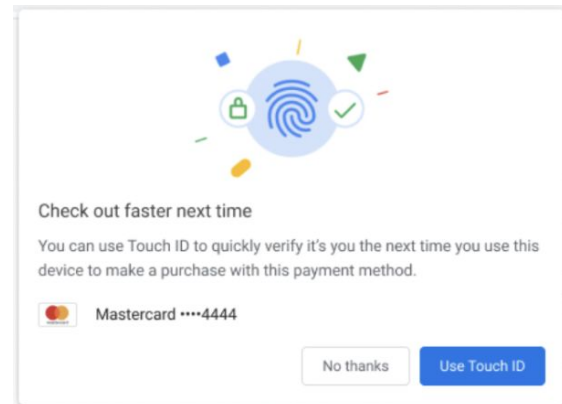 Check out faster next time
You can use Touch ID to quickly verify it's you the next time you use this
device to make a purchase with this payment method.
Mastercard ····4444
No thanks
Use Touch ID